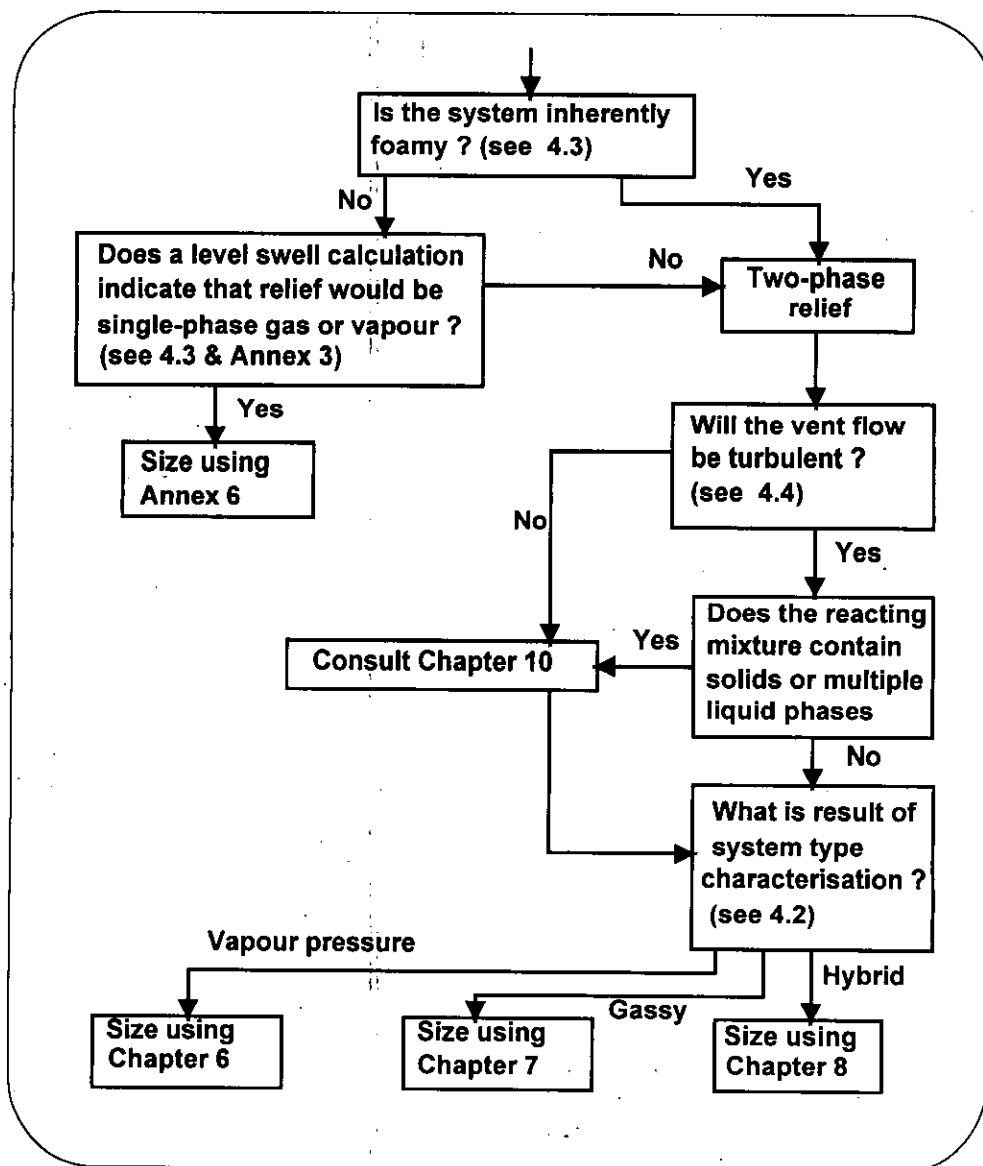 Is the system inherently
foamy ? (see 4.3)
Yes
No
Does a level swell calculation
indicate that relief would be
single-phase gas or vapour ?
(see 4.3 & Annex 3)
No
Two-phase
relief
Yes
Size using
Annex 6
Will the vent flow
be turbulent ?
(see 4.4)
No
Yes
Does the reacting
mixture contain
solids or multiple
liquid phases
Yes
Consult Chapter 10
No
What is result of
system type
characterisation ?
(see 4.2)
Vapour pressure
Hybrid
Gassy
Size using
Chapter 6
Size using
Chapter 7
Size using
Chapter 8